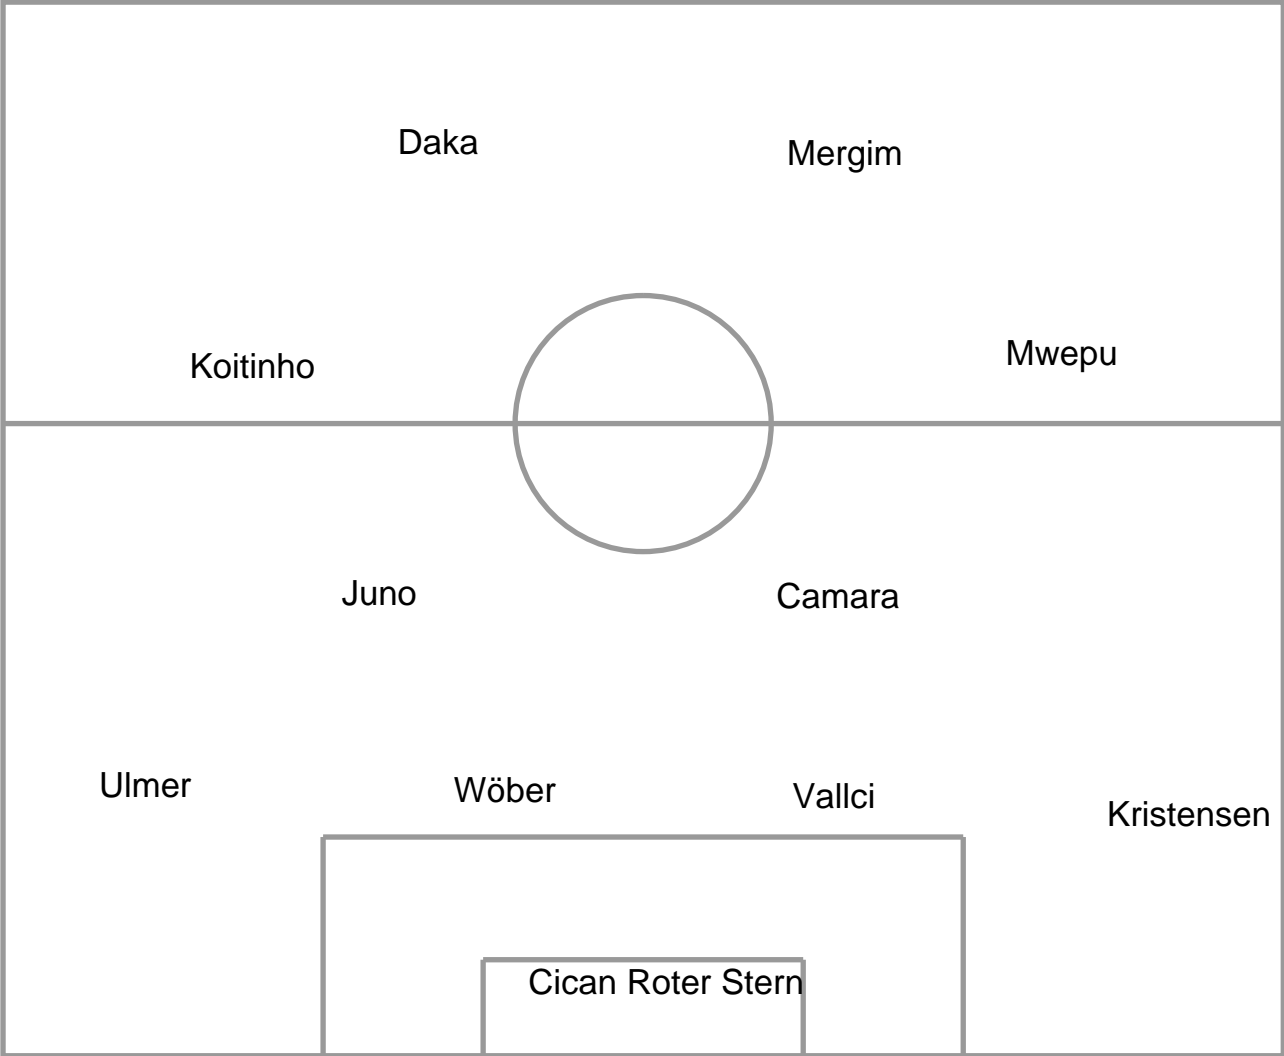 Daka
Mergim
Koitinho
Mwepu
Juno
Camara
Ulmer
Wöber
Vallci
Kristensen
Cican Roter Stern